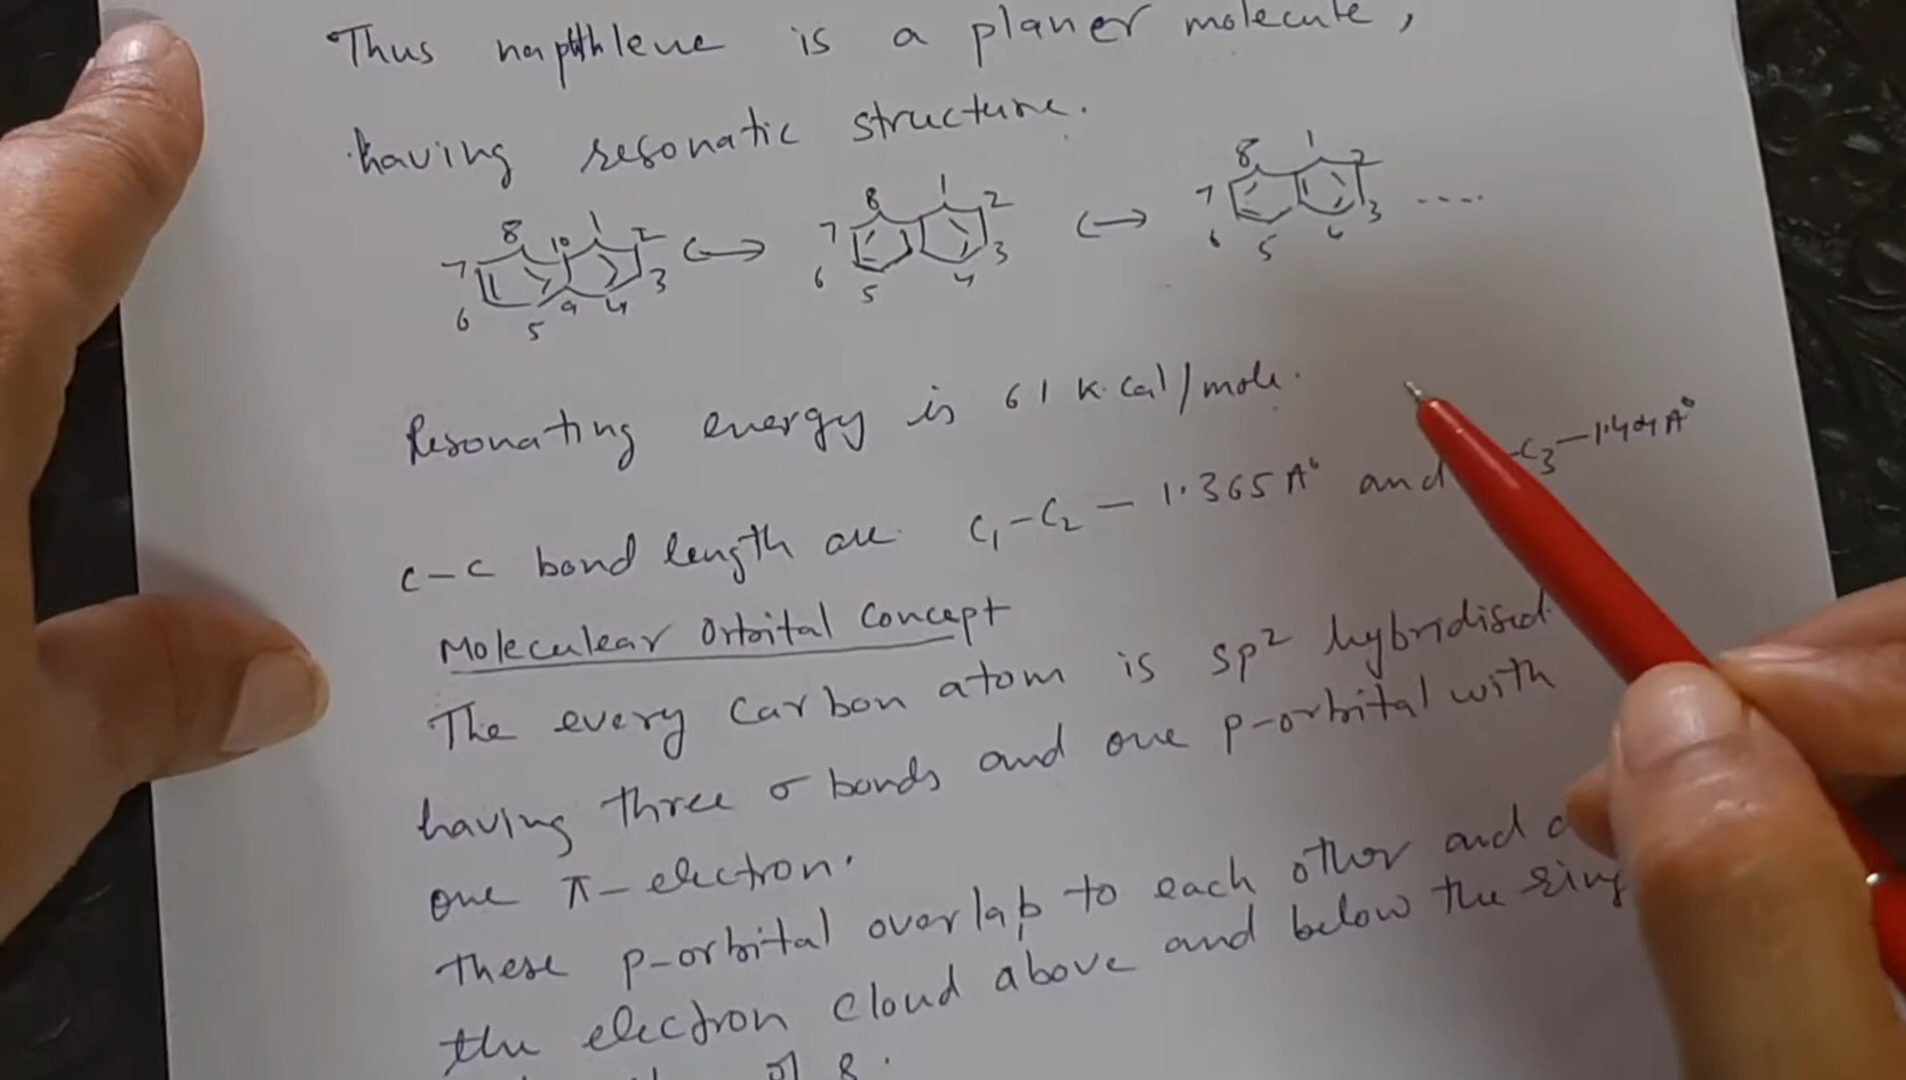 Thus napthlene is a planer molecule,
having resonatic structure.
8 1 2 7 10 3 6 5 9 4 ↔ 8 1 2 7 3 6 5 4 ↔ 8 1 2 7 3 6 5 4 ....
Resonating energy is 61 k.cal/mole.
C-C bond length are. C₁-C₂ – 1.365 A° and -C₃ – 1.404 A°
Moleculear Orbital Concept
The every carbon atom is sp² hybridised
having three σ bonds and one p-orbital with
one π-electron.
These p-orbital overlap to each other and
the electron cloud above and below the ring
of 8.